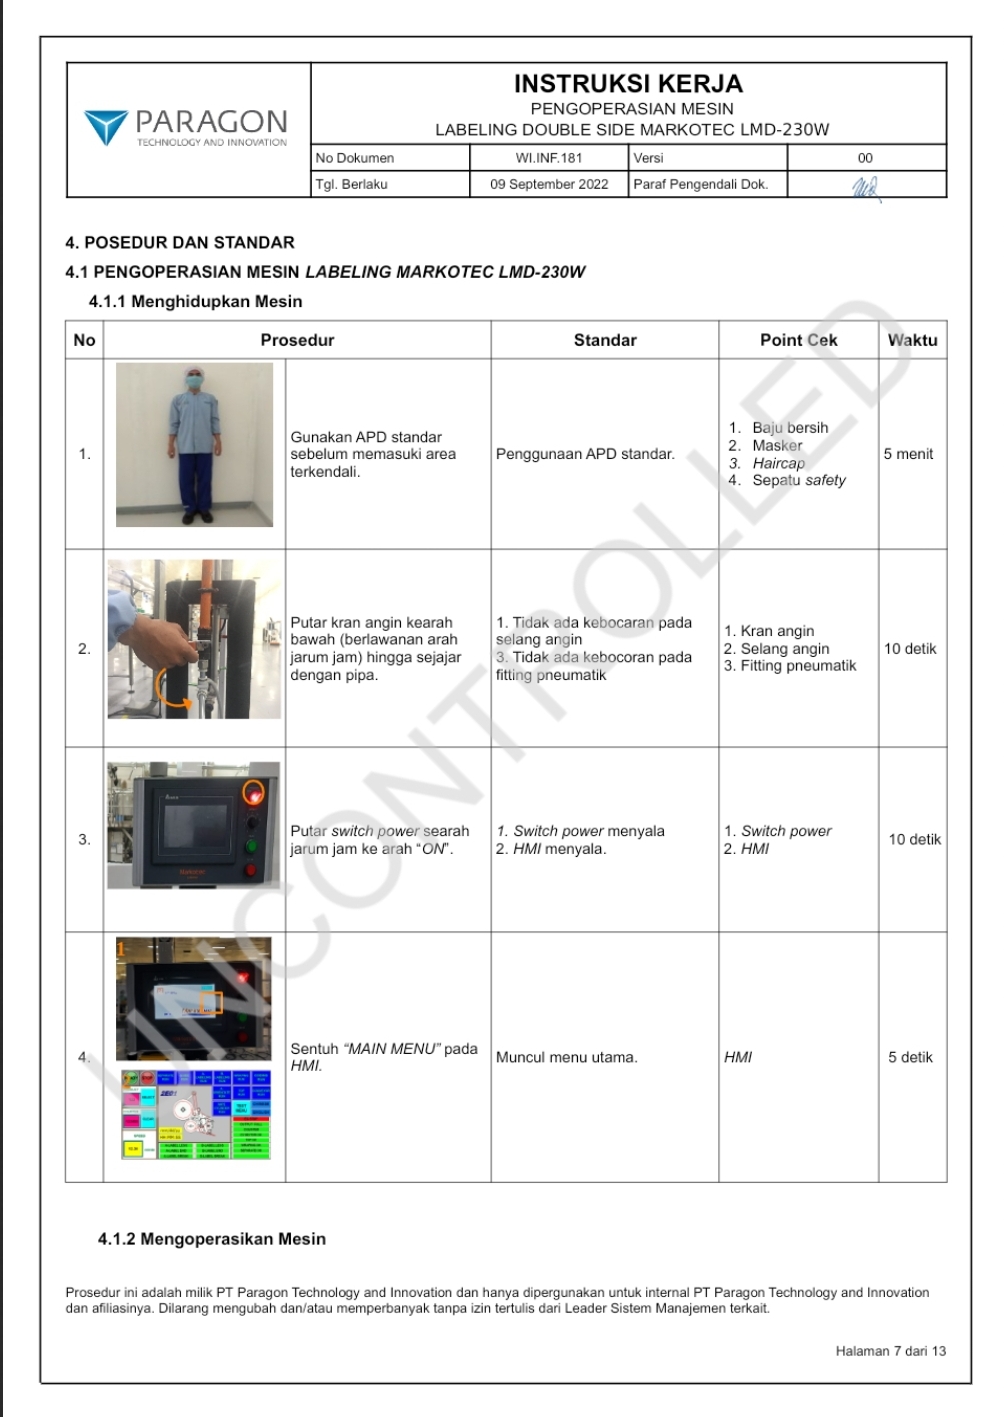 PARAGON
TECHNOLOGY AND INNOVATION
INSTRUKSI KERJA
PENGOPERASIAN MESIN
LABELING DOUBLE SIDE MARKOTEC LMD-230W
No Dokumen WI.INF.181 Versi 00
Tgl. Berlaku 09 September 2022 Paraf Pengendali Dok.
4. POSEDUR DAN STANDAR
4.1 PENGOPERASIAN MESIN LABELING MARKOTEC LMD-230W
4.1.1 Menghidupkan Mesin
No Prosedur Standar Point Cek Waktu
1.
Gunakan APD standar
sebelum memasuki area
terkendali.
Penggunaan APD standar.
1. Baju bersih
2. Masker
3. Haircap
4. Sepatu safety
5 menit
2.
Putar kran angin kearah
bawah (berlawanan arah
jarum jam) hingga sejajar
dengan pipa.
1. Tidak ada kebocaran pada
selang angin
3. Tidak ada kebocoran pada
fitting pneumatik
1. Kran angin
2. Selang angin
3. Fitting pneumatik
10 detik
3.
Putar switch power searah
jarum jam ke arah “ON”.
1. Switch power menyala
2. HMI menyala.
1. Switch power
2. HMI
10 detik
4.
1
Sentuh “MAIN MENU” pada
HMI.
Muncul menu utama.
HMI
5 detik
UNCONTROLLED
4.1.2 Mengoperasikan Mesin
Prosedur ini adalah milik PT Paragon Technology and Innovation dan hanya dipergunakan untuk internal PT Paragon Technology and Innovation
dan afiliasinya. Dilarang mengubah dan/atau memperbanyak tanpa izin tertulis dari Leader Sistem Manajemen terkait.
Halaman 7 dari 13